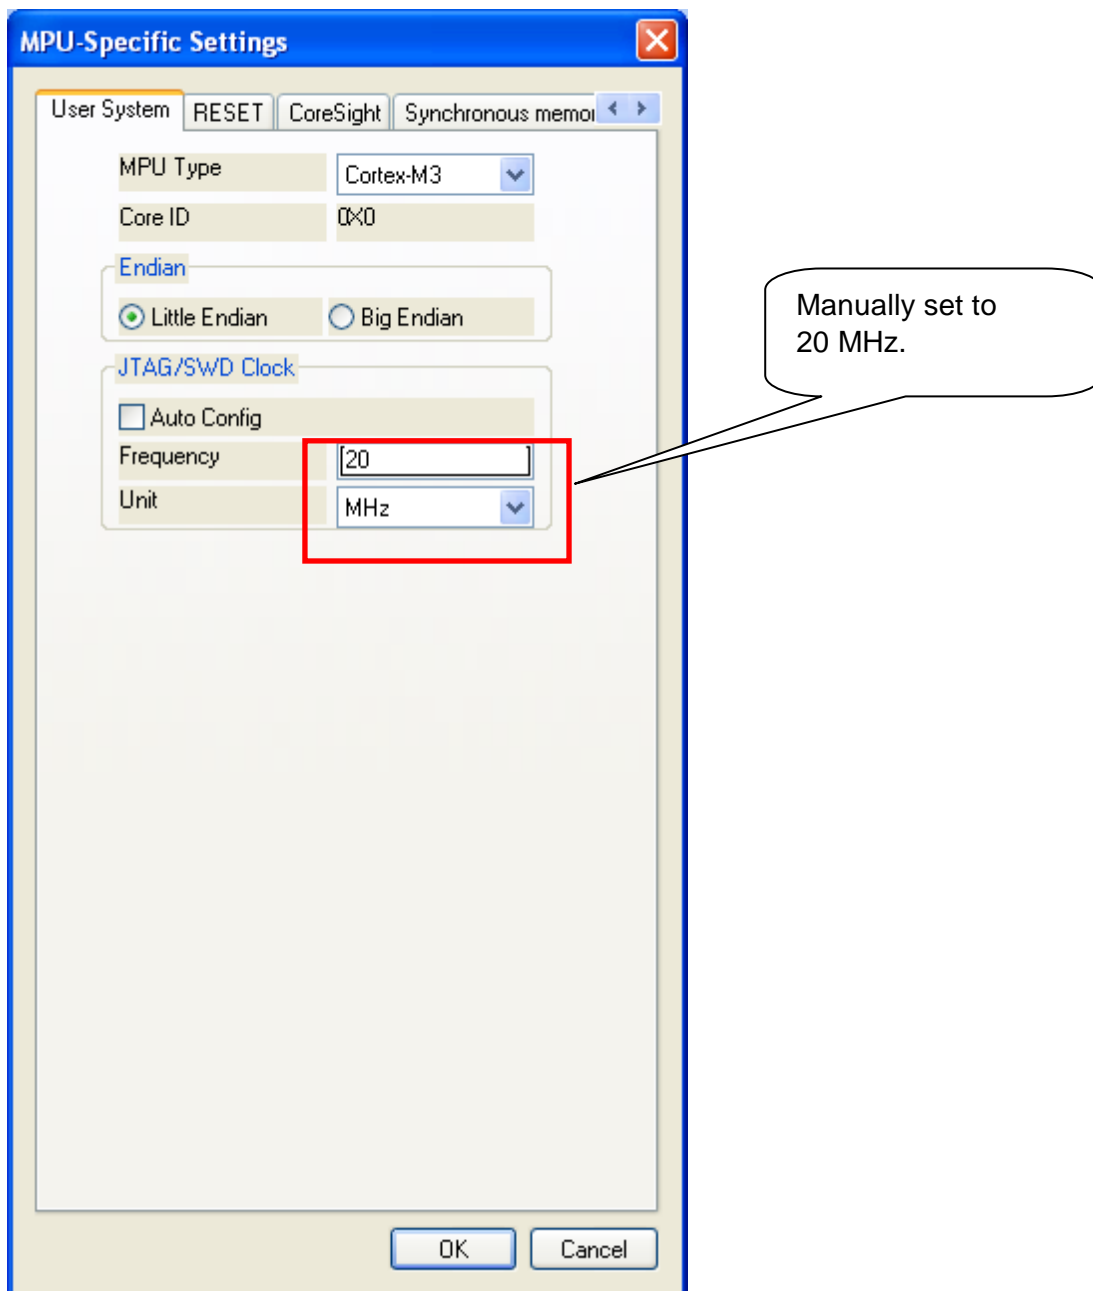 MPU-Specific Settings
User System RESET CoreSight Synchronous memor
MPU Type Cortex-M3
Core ID 0X0
Endian
Little Endian Big Endian
JTAG/SWD Clock
Auto Config
Frequency [20 ]
Unit MHz
Manually set to
20 MHz.
OK Cancel